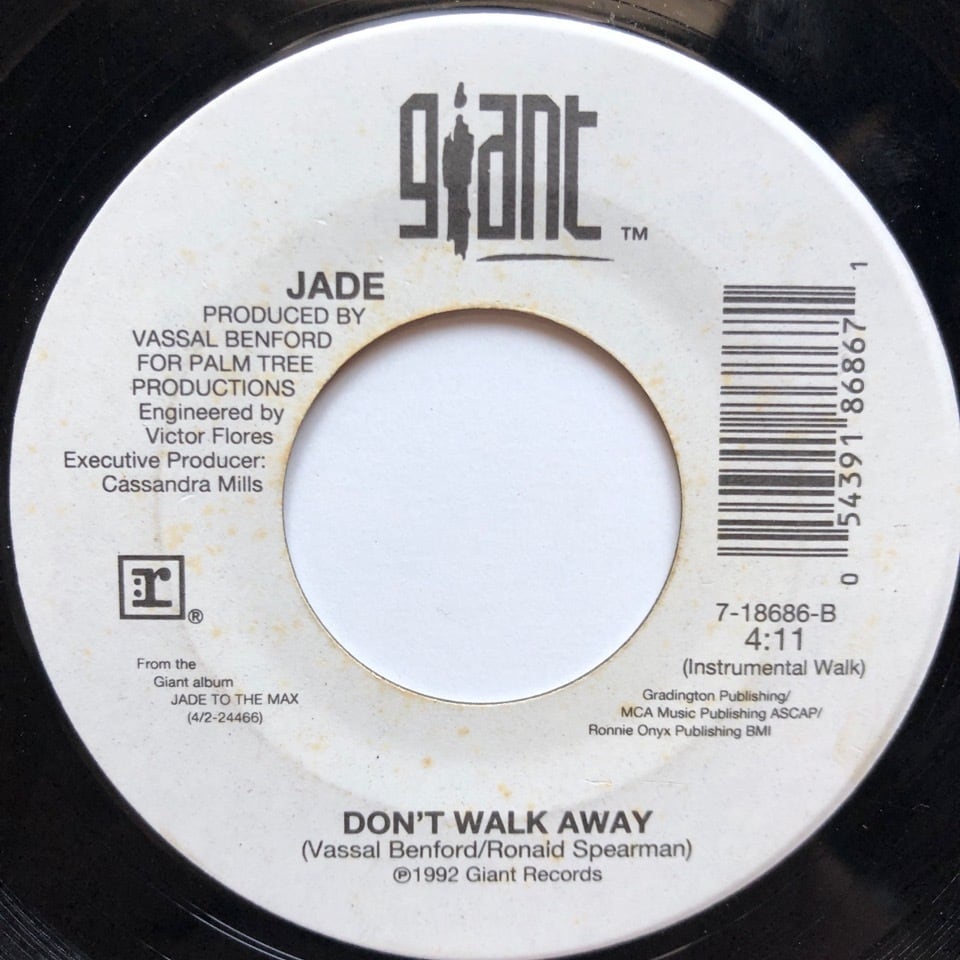 giant TM
JADE
PRODUCED BY
VASSAL BENFORD
FOR PALM TREE
PRODUCTIONS
Engineered by
Victor Flores
Executive Producer:
Cassandra Mills
r ®
From the
Giant album
JADE TO THE MAX
(4/2-24466)
0 54391 86867 1
7-18686-B
4:11
(Instrumental Walk)
Gradington Publishing/
MCA Music Publishing ASCAP/
Ronnie Onyx Publishing BMI
DON'T WALK AWAY
(Vassal Benford/Ronaid Spearman)
℗1992 Giant Records